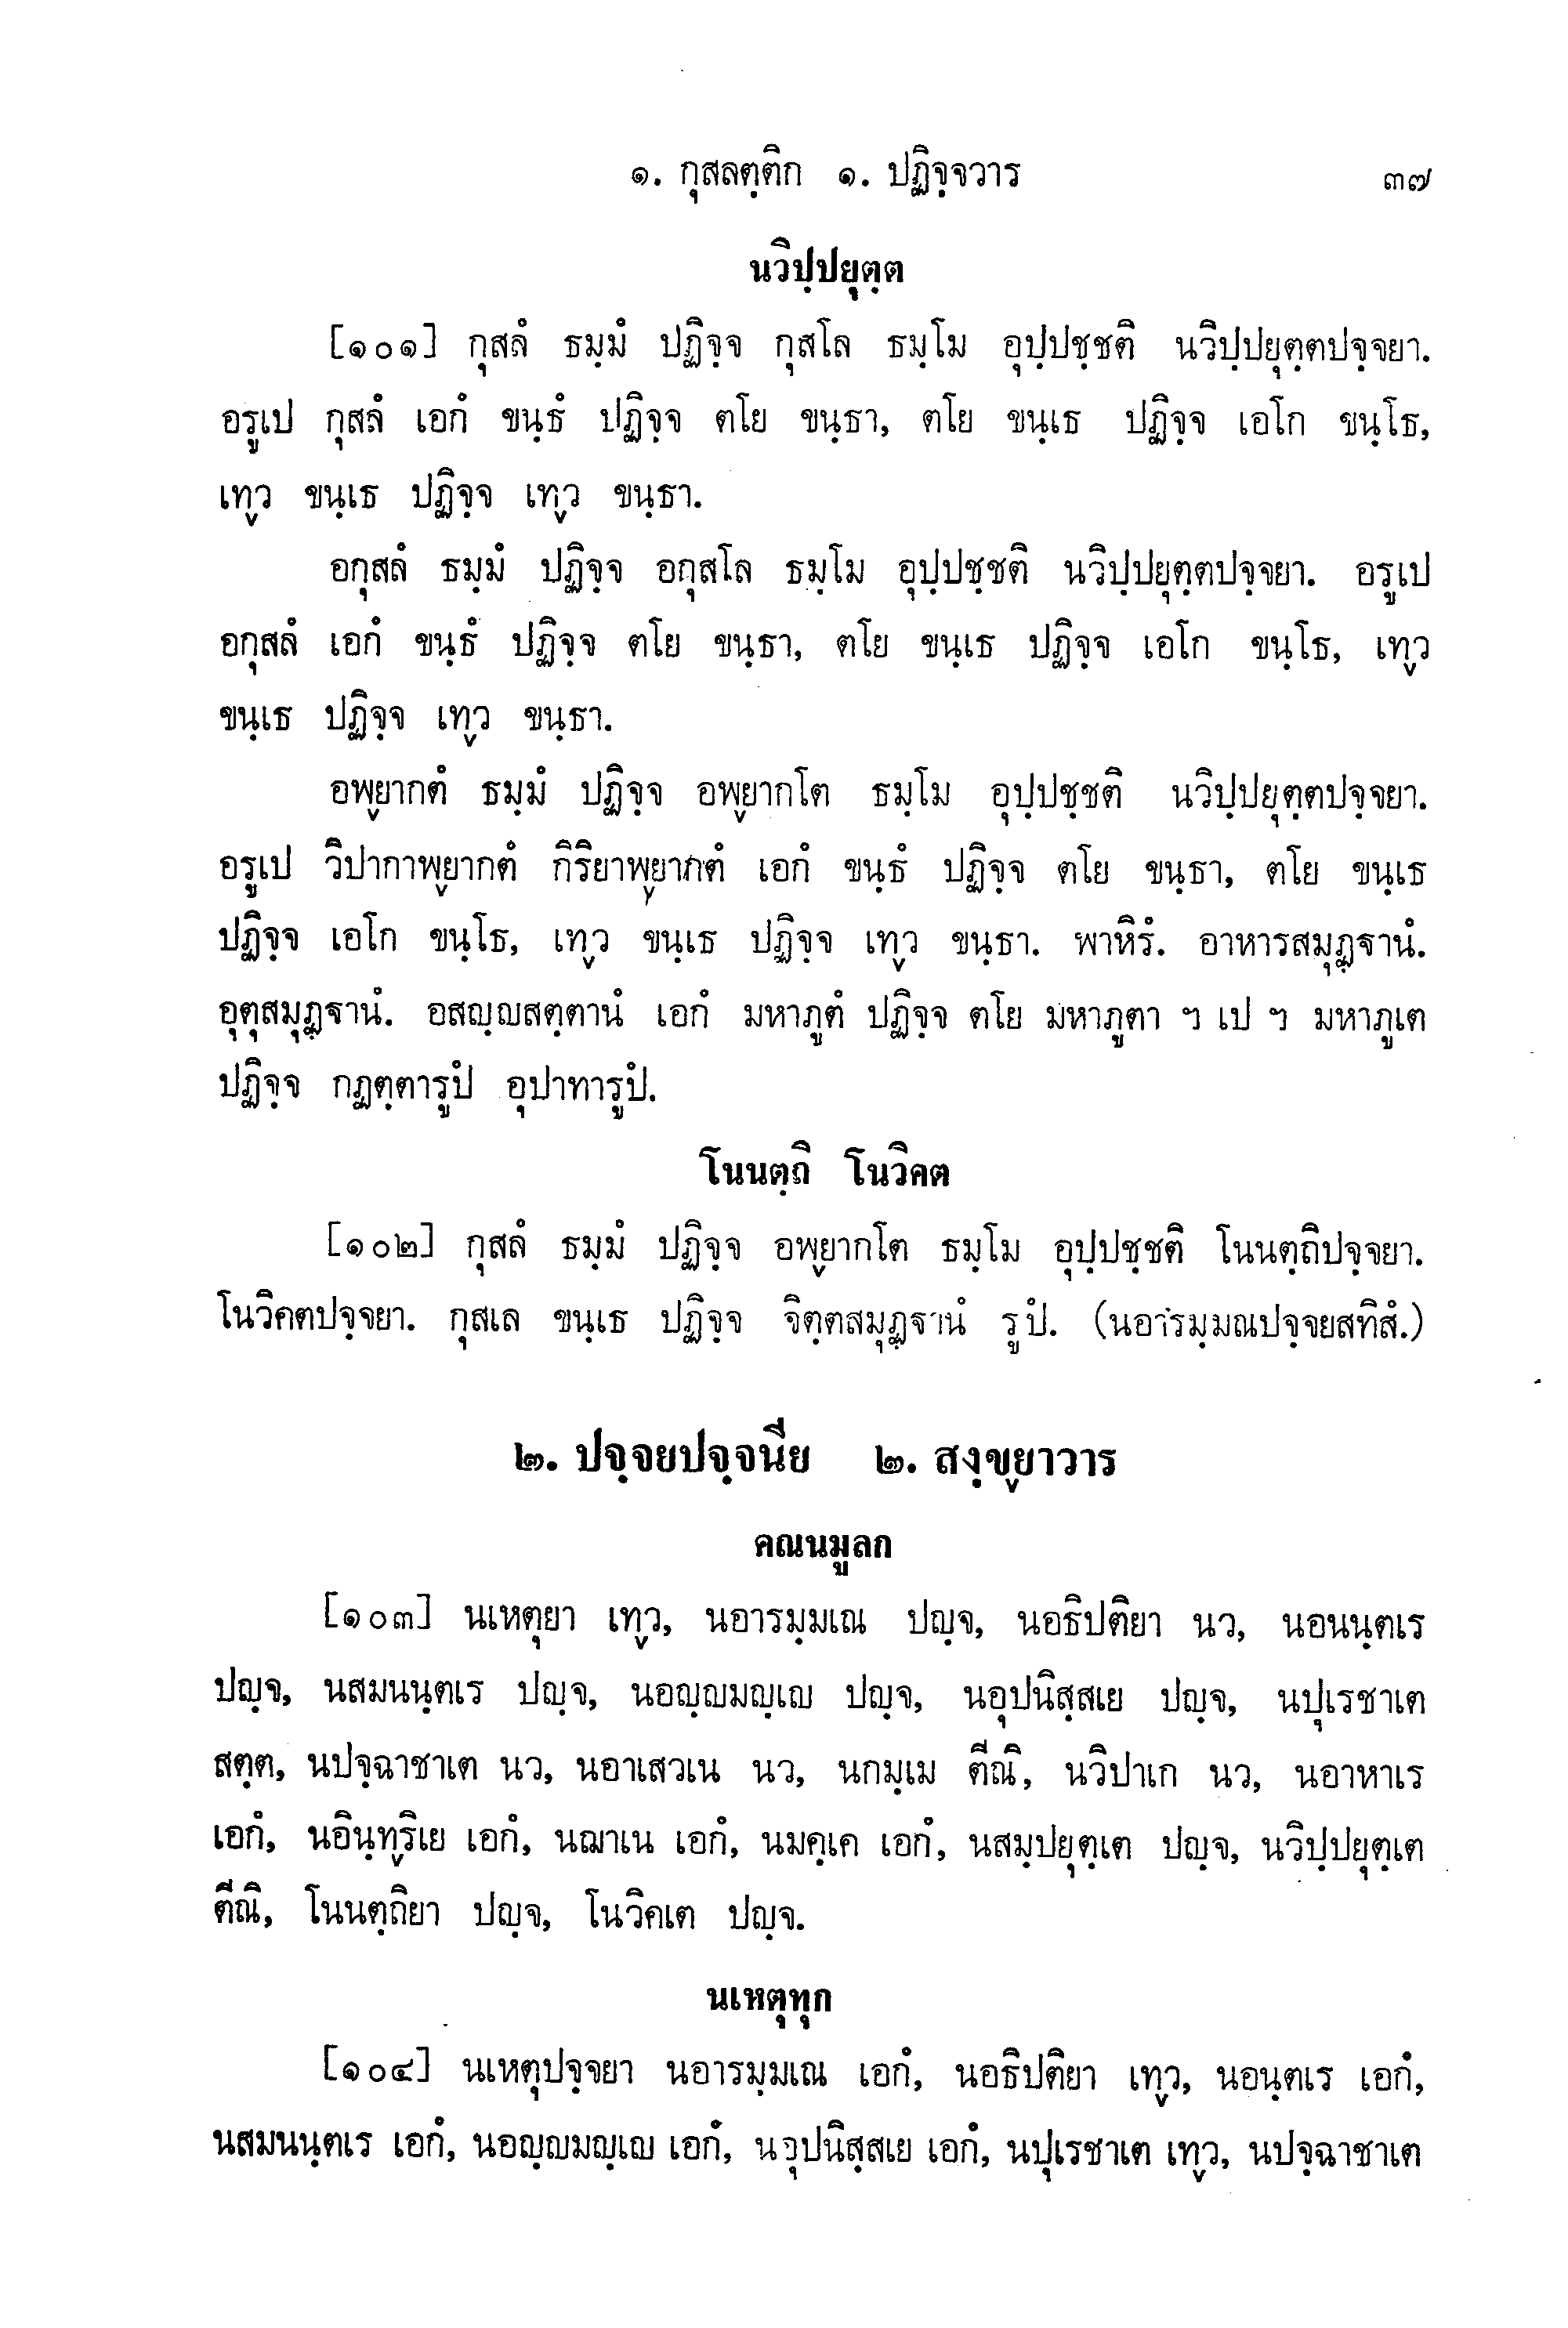 ๑. กุสลตฺติก ๑. ปฏิจฺจวาร ๓๗
นวิปฺปยุตฺต
[๑๐๑] กุสลํ ธมฺมํ ปฏิจฺจ กุสโล ธมฺโม อุปฺปชฺชติ นวิปฺปยุตฺตปจฺจยา.
อรูเป กุสลํ เอกํ ขนฺธํ ปฏิจฺจ ตโย ขนฺธา, ตโย ขนฺเธ ปฏิจฺจ เอโก ขนฺโธ,
เท๎ว ขนฺเธ ปฏิจฺจ เท๎ว ขนฺธา.
อกุสลํ ธมฺมํ ปฏิจฺจ อกุสโล ธมฺโม อุปฺปชฺชติ นวิปฺปยุตฺตปจฺจยา. อรูเป
อกุสลํ เอกํ ขนฺธํ ปฏิจฺจ ตโย ขนฺธา, ตโย ขนฺเธ ปฏิจฺจ เอโก ขนฺโธ, เท๎ว
ขนฺเธ ปฏิจฺจ เท๎ว ขนฺธา.
อพ๎ยากตํ ธมฺมํ ปฏิจฺจ อพ๎ยากโต ธมฺโม อุปฺปชฺชติ นวิปฺปยุตฺตปจฺจยา.
อรูเป วิปากาพ๎ยากตํ กิริยาพ๎ยากตํ เอกํ ขนฺธํ ปฏิจฺจ ตโย ขนฺธา, ตโย ขนฺเธ
ปฏิจฺจ เอโก ขนฺโธ, เท๎ว ขนฺเธ ปฏิจฺจ เท๎ว ขนฺธา. พาหิรํ. อาหารสมุฏฺฐานํ.
อุตุสมุฏฺฐานํ. อสญฺญสตฺตานํ เอกํ มหาภูตํ ปฏิจฺจ ตโย มหาภูตา ฯ เป ฯ มหาภูเต
ปฏิจฺจ กฏตฺตารูปํ อุปาทารูปํ.
โนนตฺถิ โนวิคต
[๑๐๒] กุสลํ ธมฺมํ ปฏิจฺจ อพ๎ยากโต ธมฺโม อุปฺปชฺชติ โนนตฺถิปจฺจยา.
โนวิคตปจฺจยา. กุสเล ขนฺเธ ปฏิจฺจ จิตฺตสมุฏฺฐานํ รูปํ. (นอารมฺมณปจฺจยสทิสํ.)
๒. ปจฺจยปจฺจนีย ๒. สงฺข๎ยาวาร
คณนมูลก
[๑๐๓] นเหตุยา เท๎ว, นอารมฺมเณ ปญฺจ, นอธิปติยา นว, นอนนฺตเร
ปญฺจ, นสมนนฺตเร ปญฺจ, นอญฺญมญฺเญ ปญฺจ, นอุปนิสฺสเย ปญฺจ, นปุเรชาเต
สตฺต, นปจฺฉาชาเต นว, นอาเสวเน นว, นกมฺเม ตีณิ, นวิปาเก นว, นอาหาเร
เอกํ, นอินฺท๎ริเย เอกํ, นฌาเน เอกํ, นมคฺเค เอกํ, นสมฺปยุตฺเต ปญฺจ, นวิปฺปยุตฺเต
ตีณิ, โนนตฺถิยา ปญฺจ, โนวิคเต ปญฺจ.
นเหตุทุก
[๑๐๔] นเหตุปจฺจยา นอารมฺมเณ เอกํ, นอธิปติยา เท๎ว, นอนฺตเร เอกํ,
นสมนนฺตเร เอกํ, นอญฺญมญฺเญ เอกํ, นอุปนิสฺสเย เอกํ, นปุเรชาเต เท๎ว, นปจฺฉาชาเต